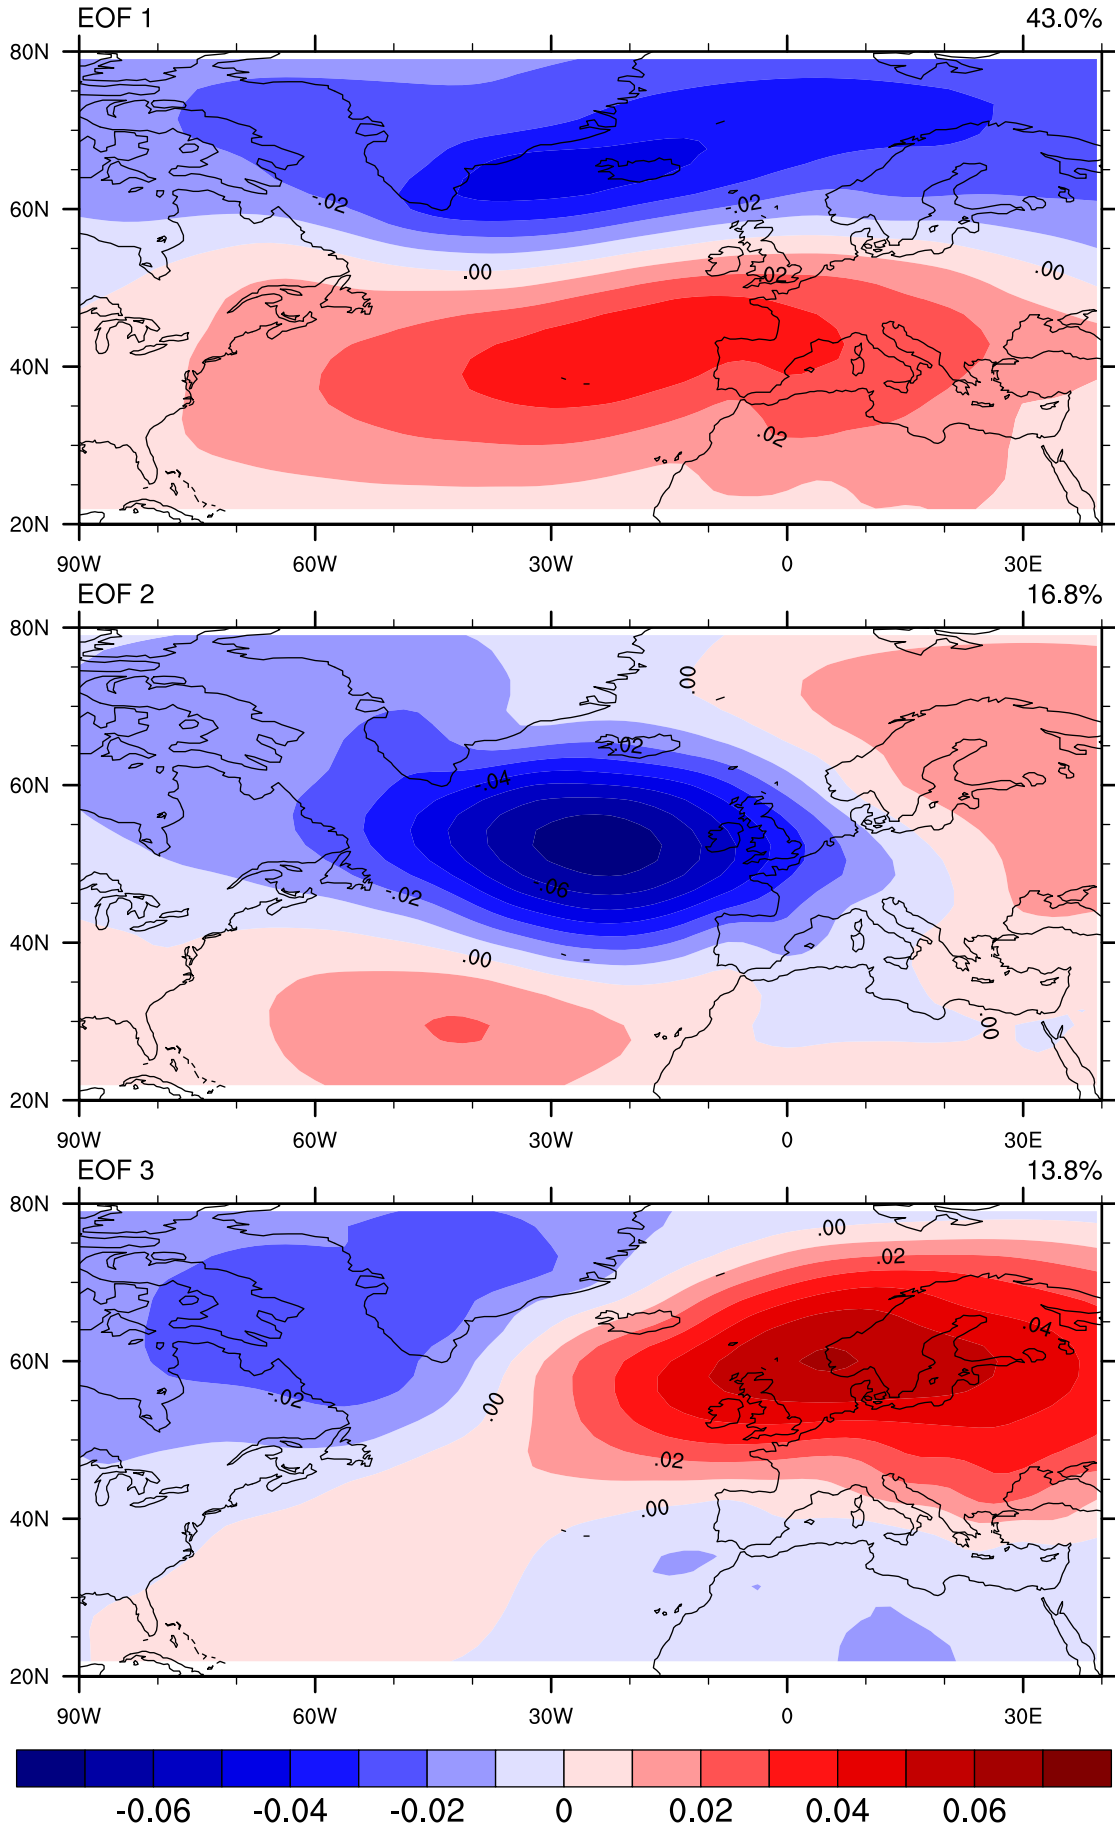 EOF 1 43.0%
80N
-.02 -.02
60N
.00 .00
.02
40N
.02
20N
90W 60W 30W 0 30E
EOF 2 16.8%
80N
.00
-.02
60N -.04
-.06
-.02
40N .00
.00
20N
90W 60W 30W 0 30E
EOF 3 13.8%
80N
.00
.02
.04
60N
-.02 .00
.02
.00
40N
20N
90W 60W 30W 0 30E
-0.06 -0.04 -0.02 0 0.02 0.04 0.06